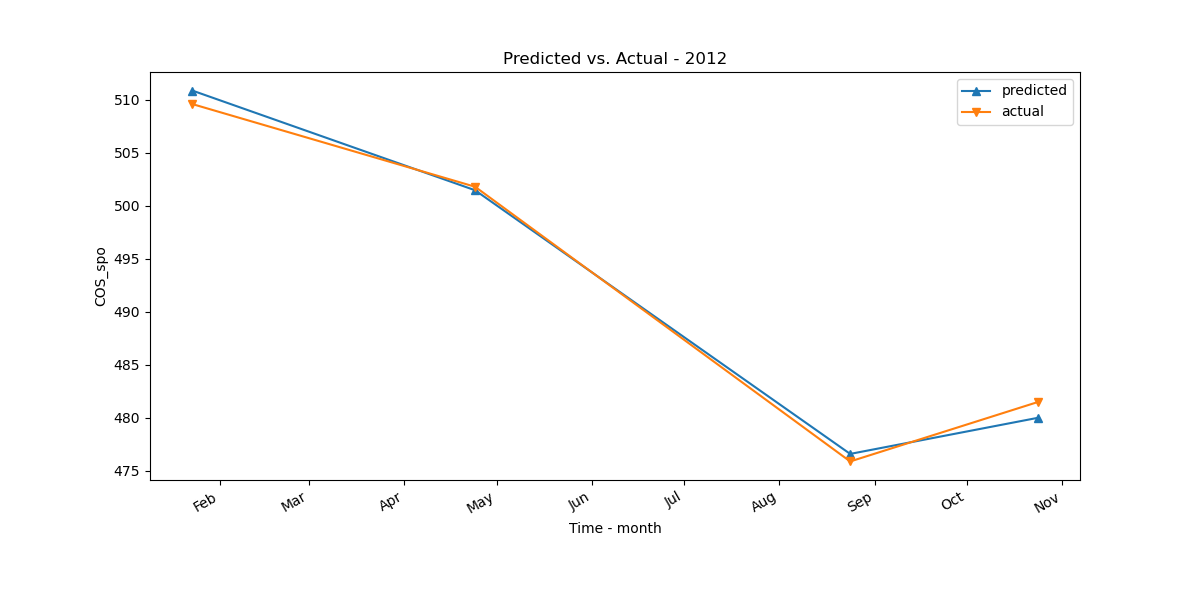 Predicted vs. Actual - 2012
predicted
actual
510
505
500
495
490
485
480
475
COS_spo
Feb
Mar
Apr
May
Jun
Jul
Aug
Sep
Oct
Nov
Time - month